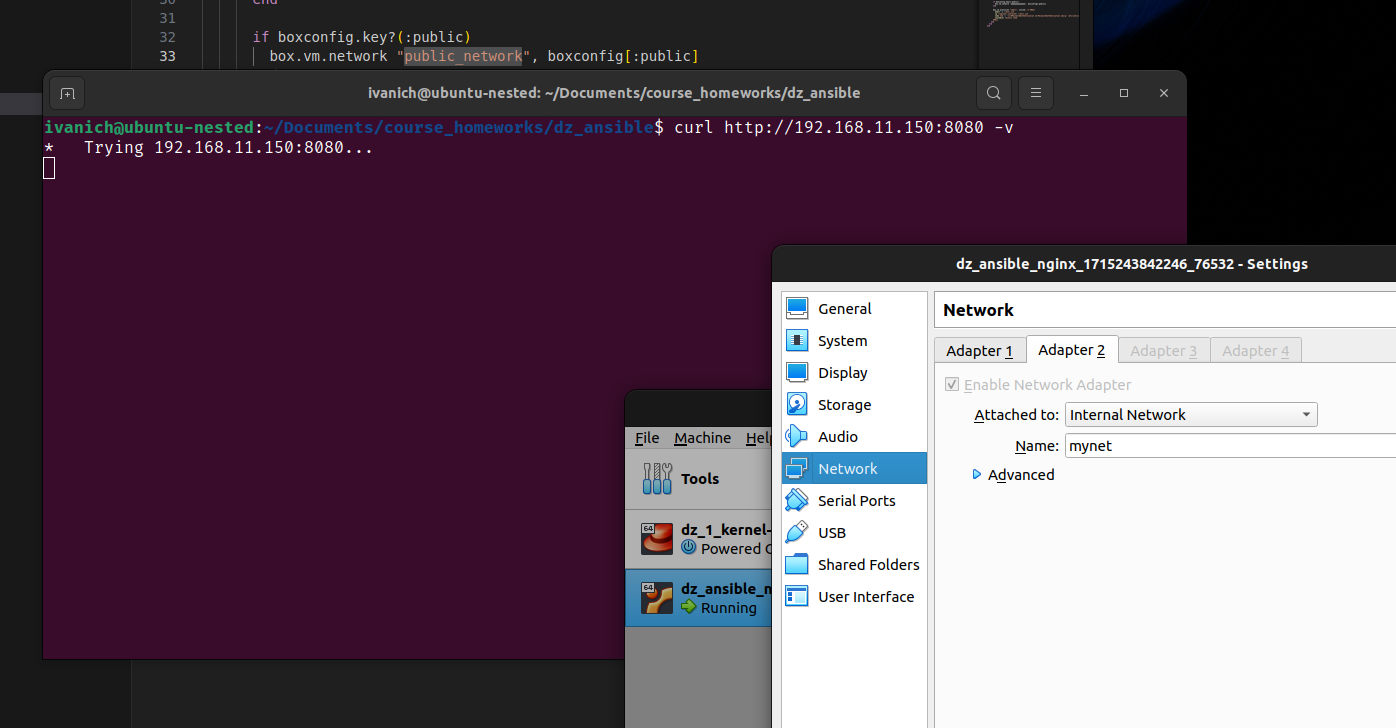 30 end
31
32 if boxconfig.key?(:public)
33 box.vm.network "public_network", boxconfig[:public]
ivanich@ubuntu-nested: ~/Documents/course_homeworks/dz_ansible
ivanich@ubuntu-nested:~/Documents/course_homeworks/dz_ansible$ curl http://192.168.11.150:8080 -v
* Trying 192.168.11.150:8080...
dz_ansible_nginx_1715243842246_76532 - Settings
General
System
Display
Storage
Audio
Network
Serial Ports
USB
Shared Folders
User Interface
Network
Adapter 1 Adapter 2 Adapter 3 Adapter 4
Enable Network Adapter
Attached to: Internal Network
Name: mynet
Advanced
File Machine Help
Tools
64
dz_1_kernel-
Powered
64
dz_ansible_n
Running